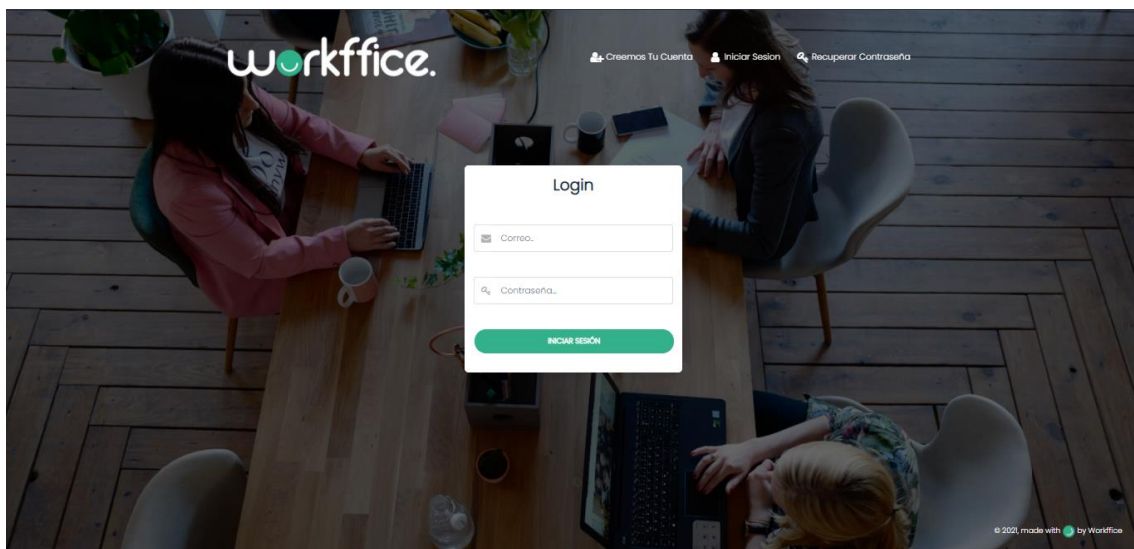 workffice.
Creemos Tu Cuenta Iniciar Sesion Recuperar Contraseña
Login
Correo...
Contraseña...
INICIAR SESIÓN
© 2021, made with by Workffice